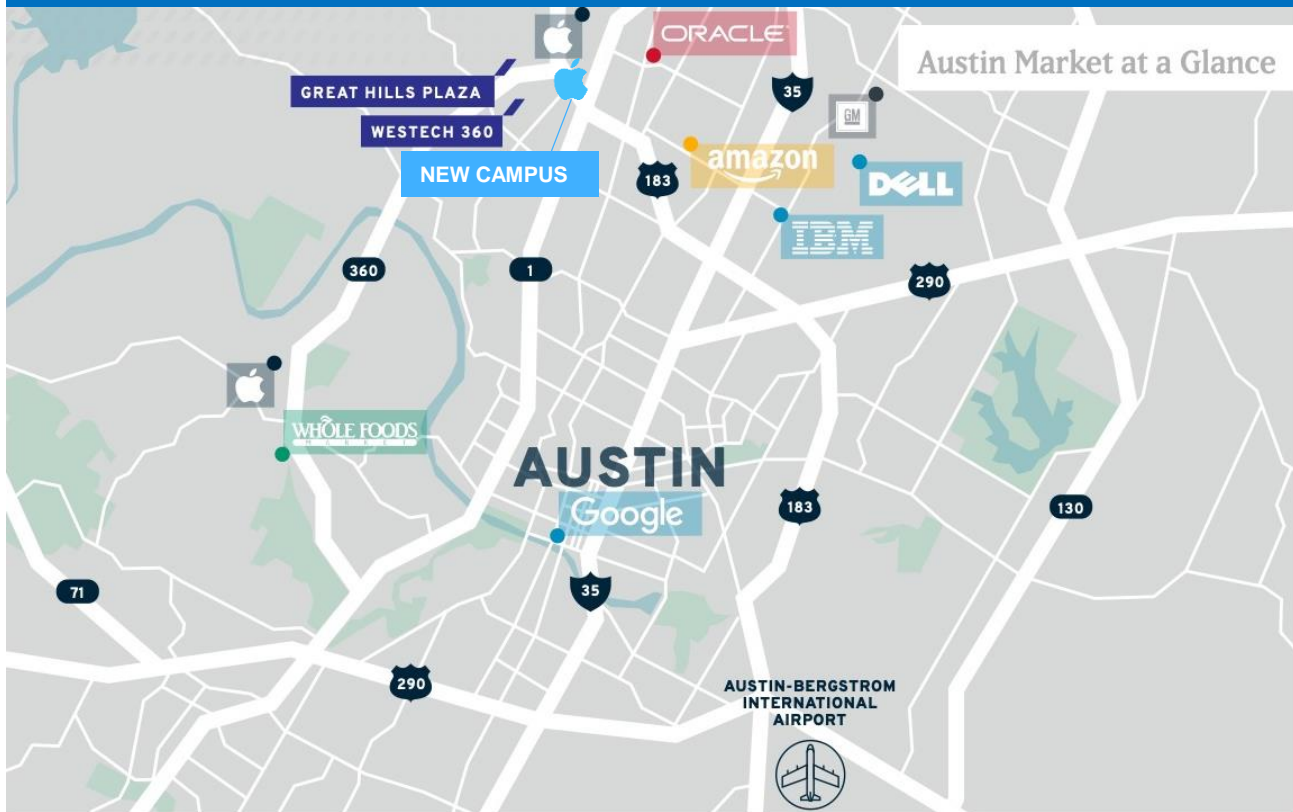 ORACLE
Austin Market at a Glance
GREAT HILLS PLAZA
35
GM
WESTECH 360
amazon
NEW CAMPUS
183
DELL
IBM
360
1
290
WHOLE FOODS
MARKET
AUSTIN
Google
183
130
71
35
290
AUSTIN-BERGSTROM
INTERNATIONAL
AIRPORT